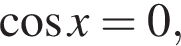 cos x = 0,